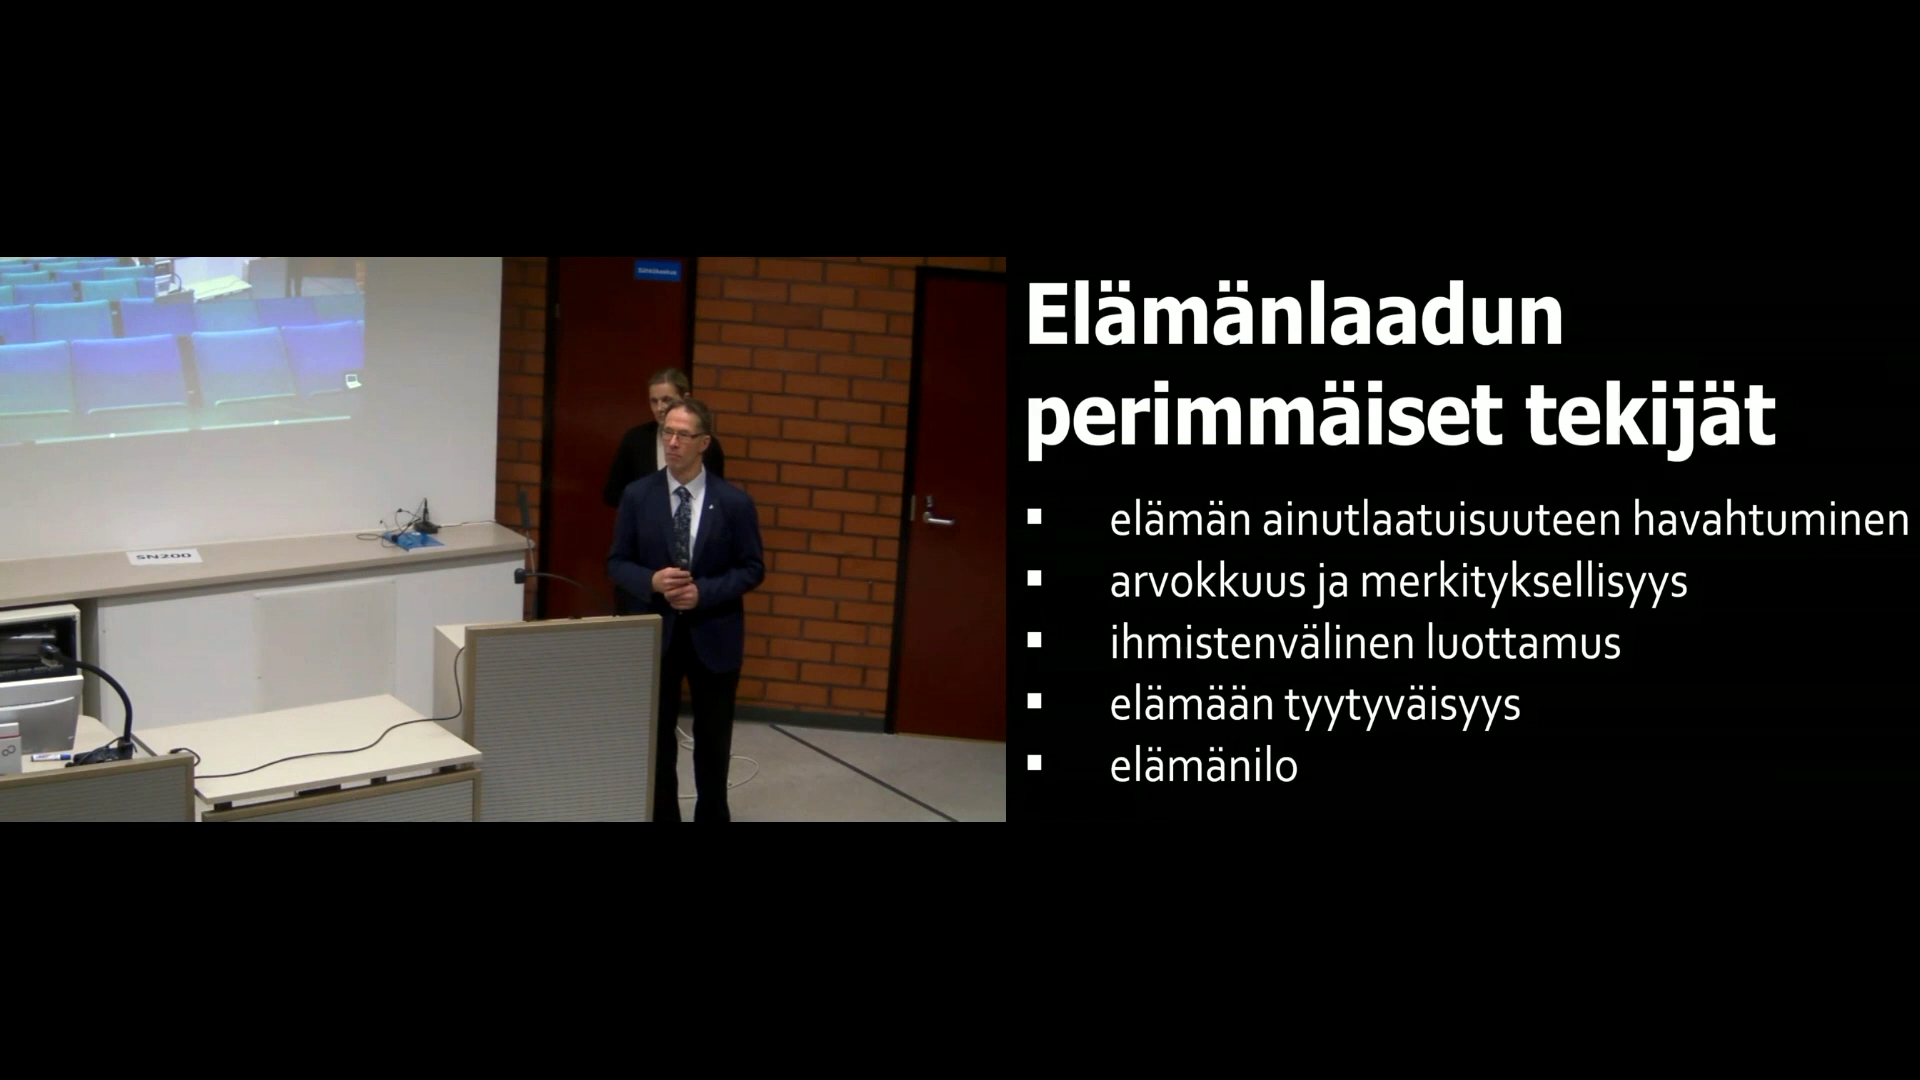 Elämänlaadun
perimmäiset tekijät
▪ elämän ainutlaatuisuuteen havahtuminen
▪ arvokkuus ja merkityksellisyys
▪ ihmistenvälinen luottamus
▪ elämään tyytyväisyys
▪ elämänilo
SN200